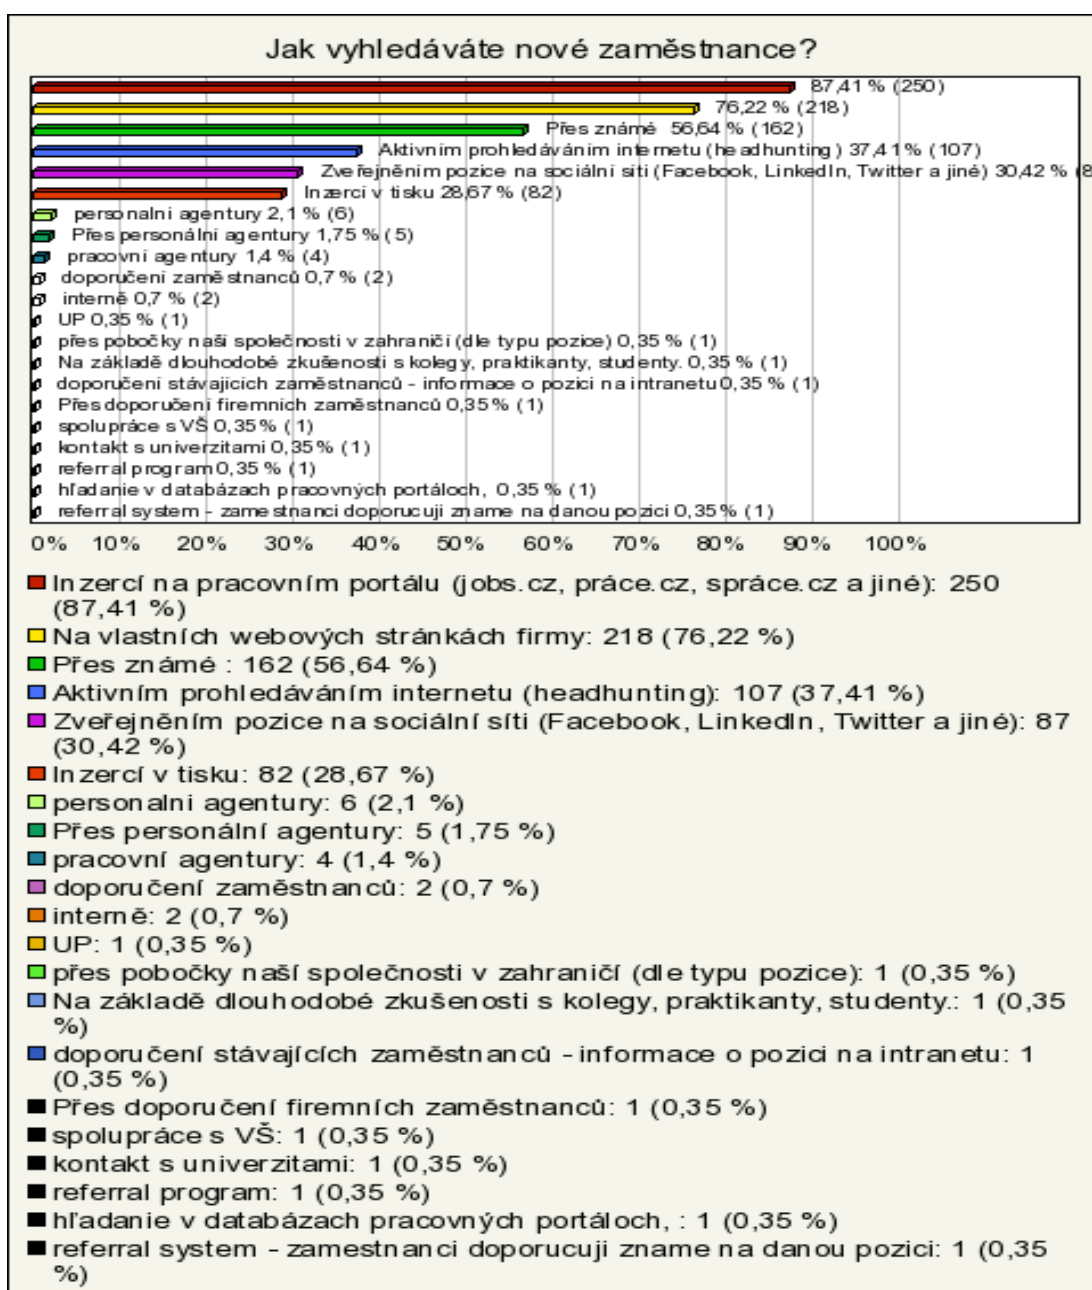 Jak vyhledáváte nové zaměstnance?
87,41 % (250)
76,22 % (218)
Přes známé 56,64 % (162)
Aktivním prohledáváním internetu (headhunting) 37,41 % (107)
Zveřejněním pozice na sociální síti (Facebook, LinkedIn, Twitter a jiné) 30,42 % (8
Inzercí v tisku 28,67 % (82)
personalni agentury 2,1 % (6)
Přes personální agentury 1,75 % (5)
pracovní agentury 1,4 % (4)
doporučení zaměstnanců 0,7 % (2)
interně 0,7 % (2)
UP 0,35 % (1)
přes pobočky naší společnosti v zahraničí (dle typu pozice) 0,35 % (1)
Na základě dlouhodobé zkušenosti s kolegy, praktikanty, studenty. 0,35 % (1)
doporučení stávajících zaměstnanců - informace o pozici na intranetu 0,35 % (1)
Přes doporučení firemních zaměstnanců 0,35 % (1)
spolupráce s VŠ 0,35 % (1)
kontakt s univerzitami 0,35 % (1)
referral program 0,35 % (1)
hľadanie v databázach pracovných portáloch, 0,35 % (1)
referral system - zamestnanci doporucuji zname na danou pozici 0,35 % (1)
0% 10% 20% 30% 40% 50% 60% 70% 80% 90% 100%
Inzercí na pracovním portálu (jobs.cz, práce.cz, správce.cz a jiné): 250
(87,41 %)
Na vlastních webových stránkách firmy: 218 (76,22 %)
Přes známé : 162 (56,64 %)
Aktivním prohledáváním internetu (headhunting): 107 (37,41 %)
Zveřejněním pozice na sociální síti (Facebook, LinkedIn, Twitter a jiné): 87
(30,42 %)
Inzercí v tisku: 82 (28,67 %)
personalni agentury: 6 (2,1 %)
Přes personální agentury: 5 (1,75 %)
pracovní agentury: 4 (1,4 %)
doporučení zaměstnanců: 2 (0,7 %)
interně: 2 (0,7 %)
UP: 1 (0,35 %)
přes pobočky naší společnosti v zahraničí (dle typu pozice): 1 (0,35 %)
Na základě dlouhodobé zkušenosti s kolegy, praktikanty, studenty.: 1 (0,35
%)
doporučení stávajících zaměstnanců - informace o pozici na intranetu: 1
(0,35 %)
Přes doporučení firemních zaměstnanců: 1 (0,35 %)
spolupráce s VŠ: 1 (0,35 %)
kontakt s univerzitami: 1 (0,35 %)
referral program: 1 (0,35 %)
hľadanie v databázach pracovných portáloch, : 1 (0,35 %)
referral system - zamestnanci doporucuji zname na danou pozici: 1 (0,35
%)